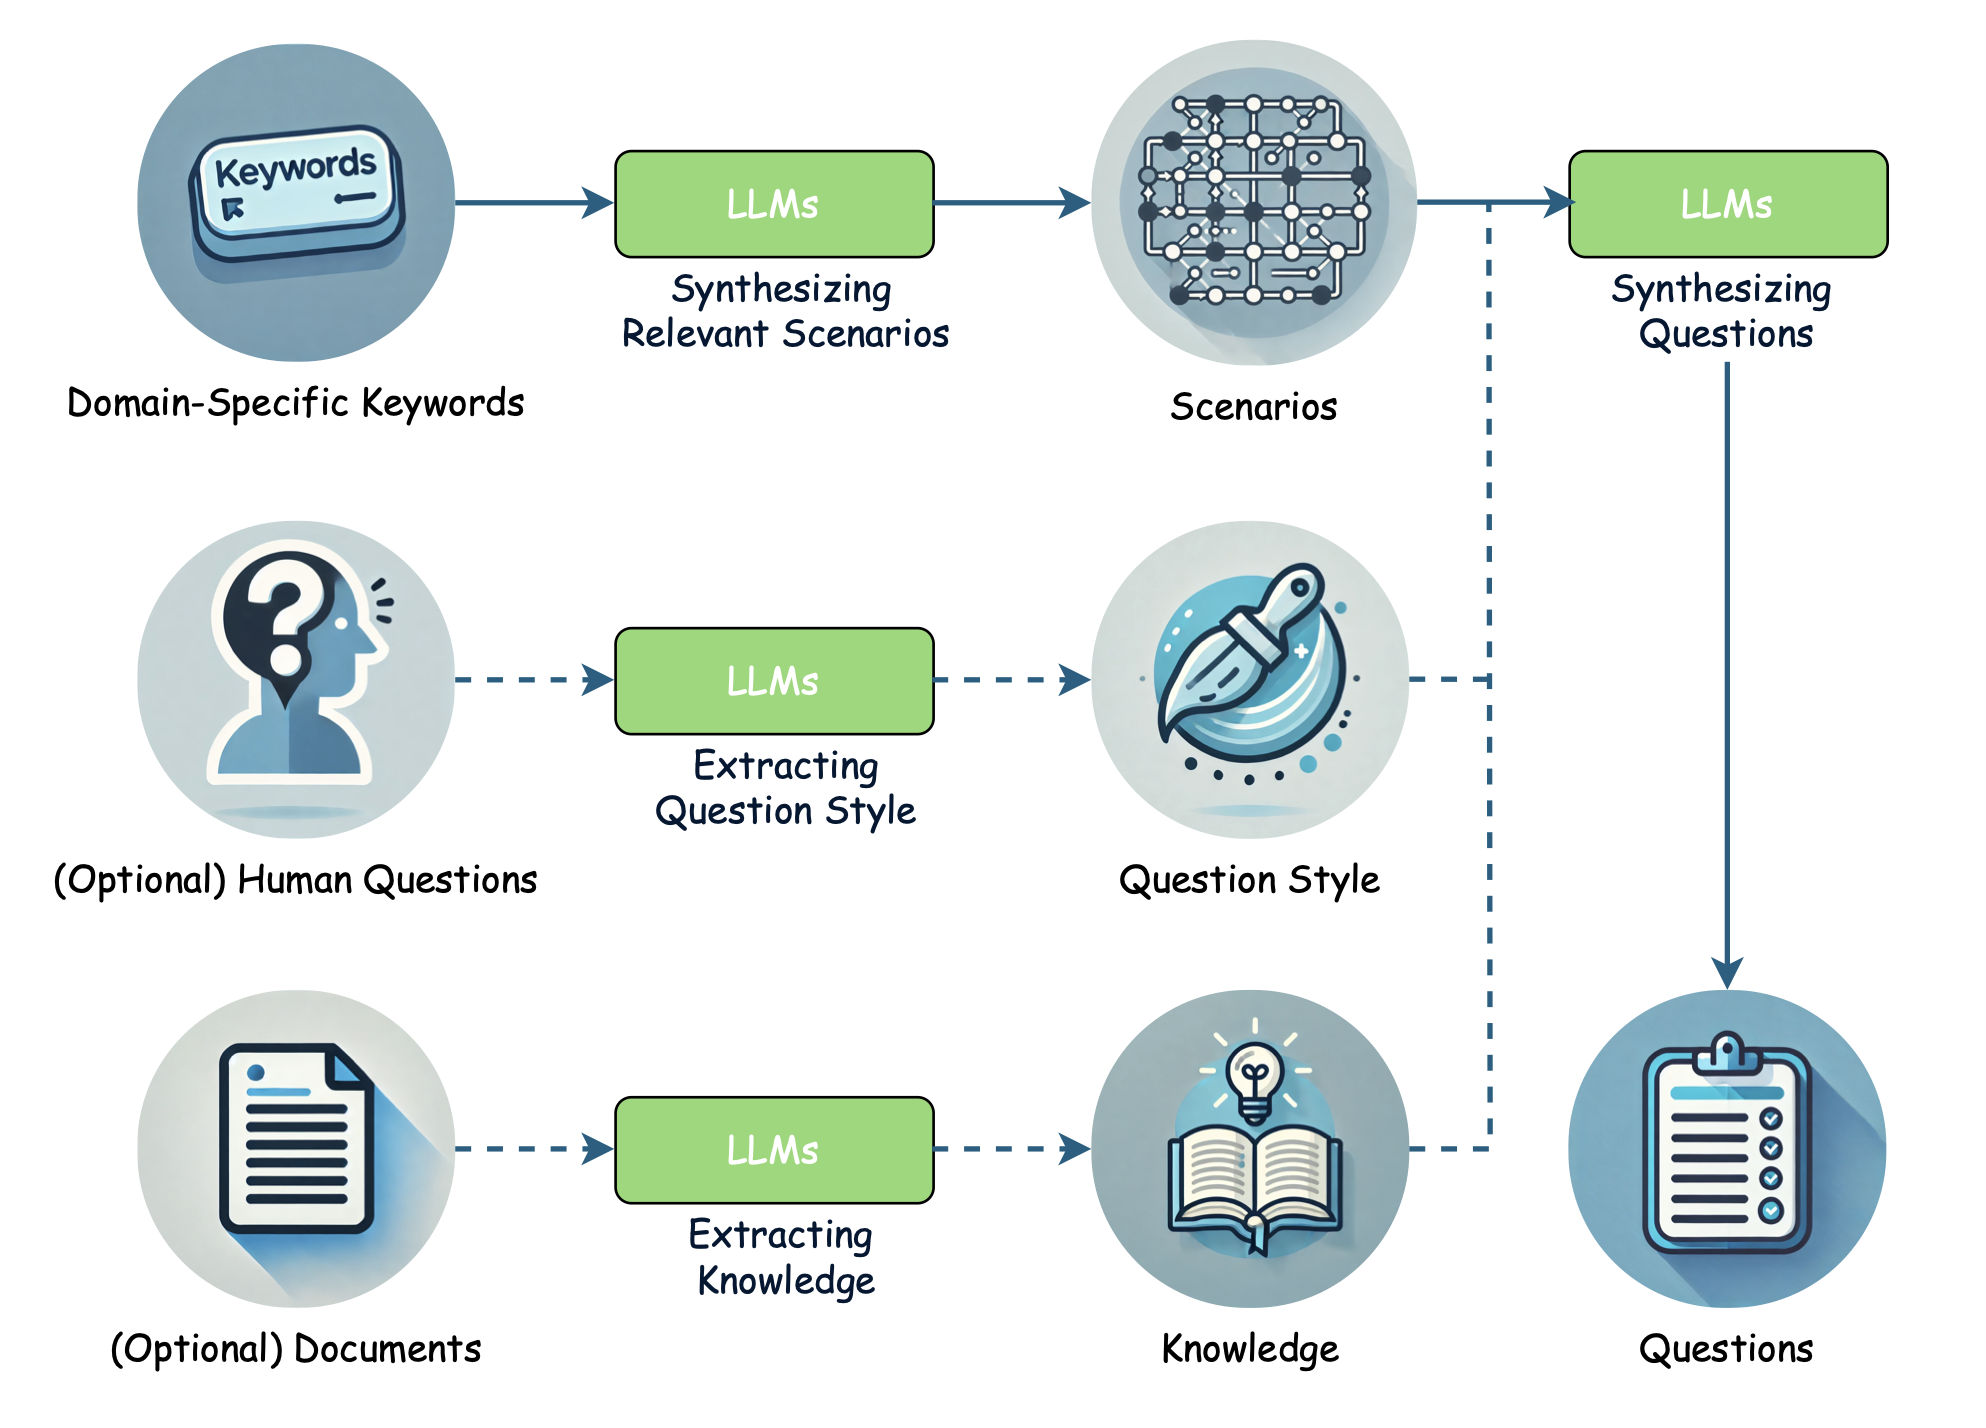 Keywords
LLMs
LLMs
Synthesizing
Relevant Scenarios
Synthesizing
Questions
Domain-Specific Keywords
Scenarios
LLMs
Extracting
Question Style
(Optional) Human Questions
Question Style
LLMs
Extracting
Knowledge
(Optional) Documents
Knowledge
Questions